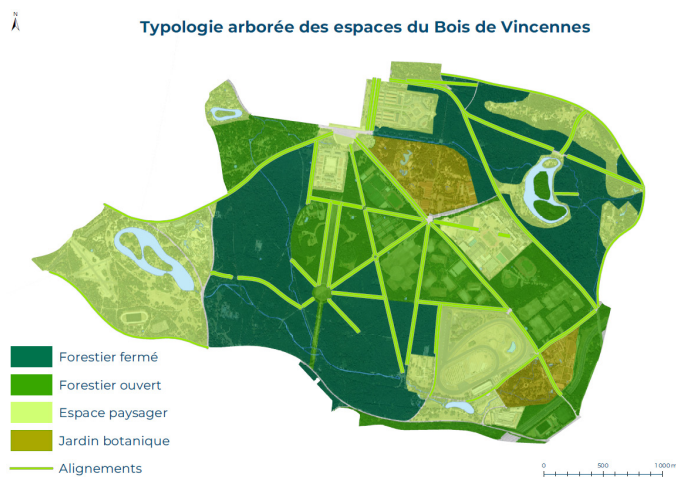 N
Typologie arborée des espaces du Bois de Vincennes
Forestier fermé
Forestier ouvert
Espace paysager
Jardin botanique
Alignements
0 500 1 000 m